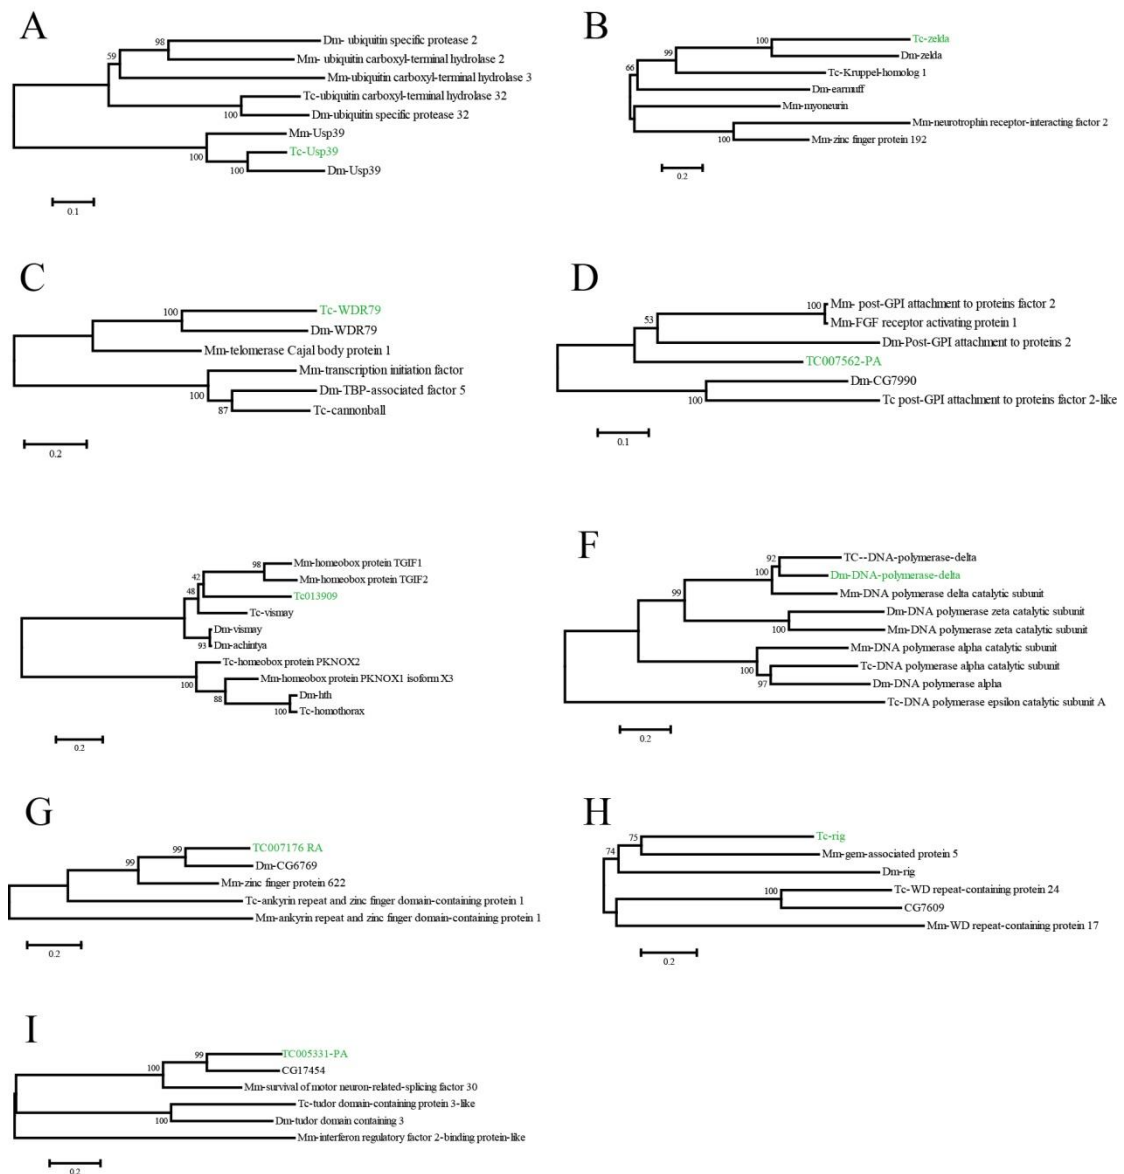 A
98
Dm- ubiquitin specific protease 2
59
Mm- ubiquitin carboxyl-terminal hydrolase 2
Mm-ubiquitin carboxyl-terminal hydrolase 3
Tc-ubiquitin carboxyl-terminal hydrolase 32
100
Dm-ubiquitin specific protease 32
Mm-Usp39
100
Tc-Usp39
100
Dm-Usp39
0.1
B
100
Tc-zelda
99
Dm-zelda
66
Tc-Kruppel-homolog 1
Dm-earmuff
Mm-myoneurin
Mm-neurotrophin receptor-interacting factor 2
100
Mm-zinc finger protein 192
0.2
C
100
Tc-WDR79
Dm-WDR79
Mm-telomerase Cajal body protein 1
Mm-transcription initiation factor
100
Dm-TBP-associated factor 5
87
Tc-cannonball
0.2
D
100
Mm- post-GPI attachment to proteins factor 2
53
Mm-FGF receptor activating protein 1
Dm-Post-GPI attachment to proteins 2
TC007562-PA
Dm-CG7990
100
Tc post-GPI attachment to proteins factor 2-like
0.1
98
Mm-homeobox protein TGIF1
42
Mm-homeobox protein TGIF2
48
Tc013909
Tc-vismay
Dm-vismay
93
Dm-achintya
Tc-homeobox protein PKNOX2
100
Mm-homeobox protein PKNOX1 isoform X3
88
Dm-hth
100
Tc-homothorax
0.2
F
92
TC--DNA-polymerase-delta
100
Dm-DNA-polymerase-delta
99
Mm-DNA polymerase delta catalytic subunit
Dm-DNA polymerase zeta catalytic subunit
100
Mm-DNA polymerase zeta catalytic subunit
Mm-DNA polymerase alpha catalytic subunit
100
Tc-DNA polymerase alpha catalytic subunit
97
Dm-DNA polymerase alpha
Tc-DNA polymerase epsilon catalytic subunit A
0.2
G
99
TC007176 RA
99
Dm-CG6769
Mm-zinc finger protein 622
Tc-ankyrin repeat and zinc finger domain-containing protein 1
Mm-ankyrin repeat and zinc finger domain-containing protein 1
0.2
H
75
Tc-rig
74
Mm-gem-associated protein 5
Dm-rig
100
Tc-WD repeat-containing protein 24
CG7609
Mm-WD repeat-containing protein 17
0.2
I
99
TC005331-PA
100
CG17454
Mm-survival of motor neuron-related-splicing factor 30
Tc-tudor domain-containing protein 3-like
100
Dm-tudor domain containing 3
Mm-interferon regulatory factor 2-binding protein-like
0.2